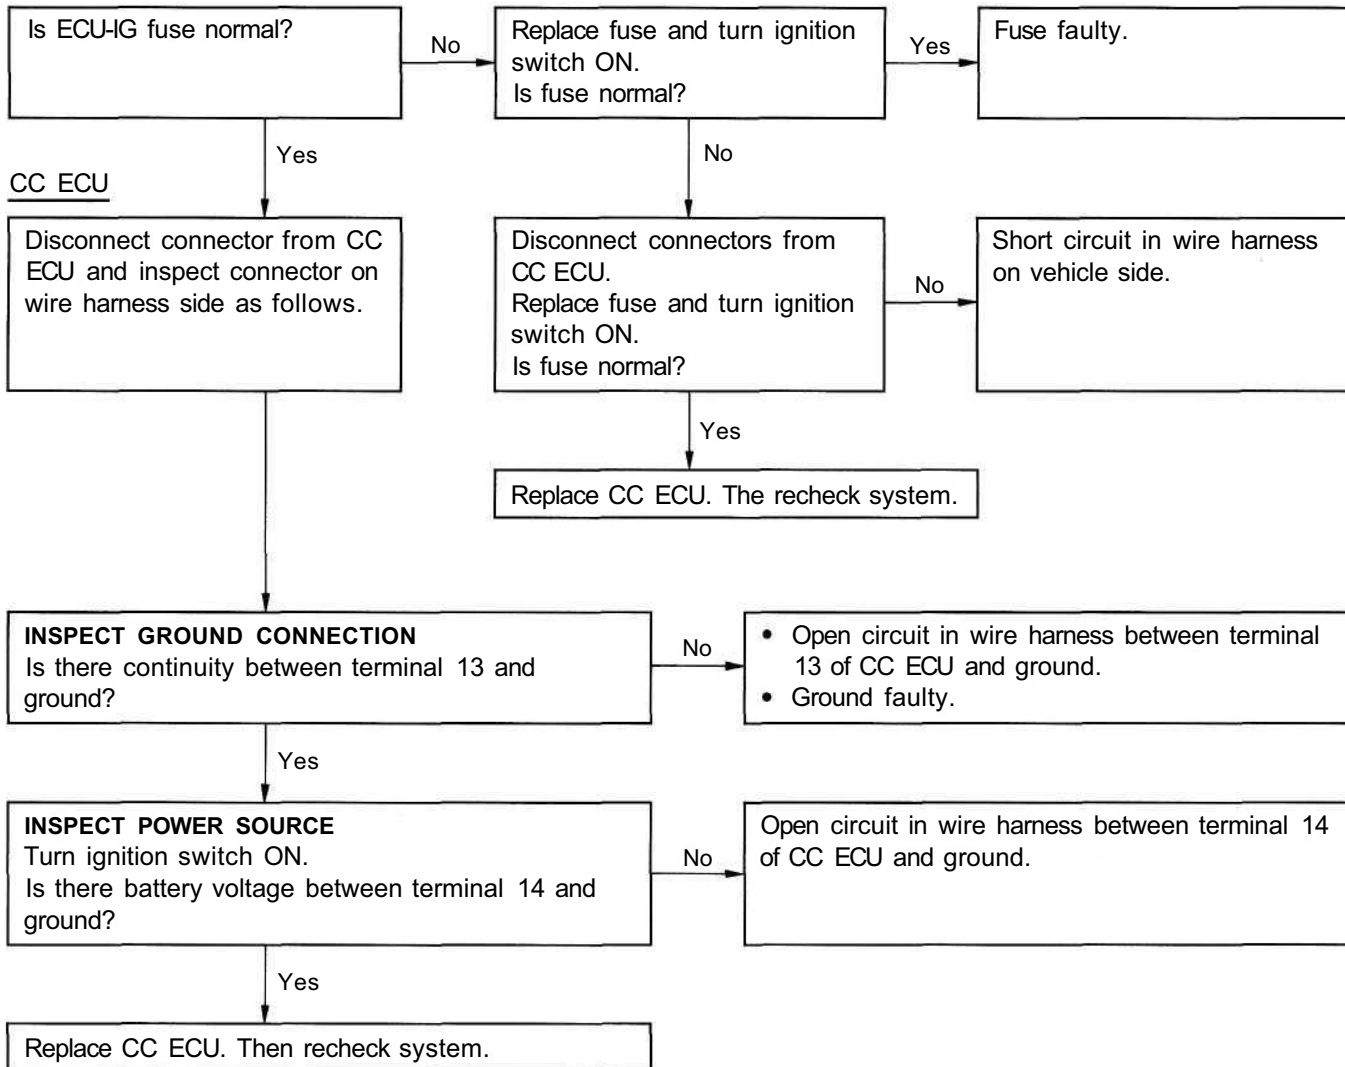 Is ECU-IG fuse normal?
No
Replace fuse and turn ignition
switch ON.
Is fuse normal?
Yes
Fuse faulty.
Yes
No
CC ECU
Disconnect connector from CC
ECU and inspect connector on
wire harness side as follows.
Disconnect connectors from
CC ECU.
Replace fuse and turn ignition
switch ON.
Is fuse normal?
No
Short circuit in wire harness
on vehicle side.
Yes
Replace CC ECU. The recheck system.
INSPECT GROUND CONNECTION
Is there continuity between terminal 13 and
ground?
No
• Open circuit in wire harness between terminal
13 of CC ECU and ground.
• Ground faulty.
Yes
INSPECT POWER SOURCE
Turn ignition switch ON.
Is there battery voltage between terminal 14 and
ground?
No
Open circuit in wire harness between terminal 14
of CC ECU and ground.
Yes
Replace CC ECU. Then recheck system.